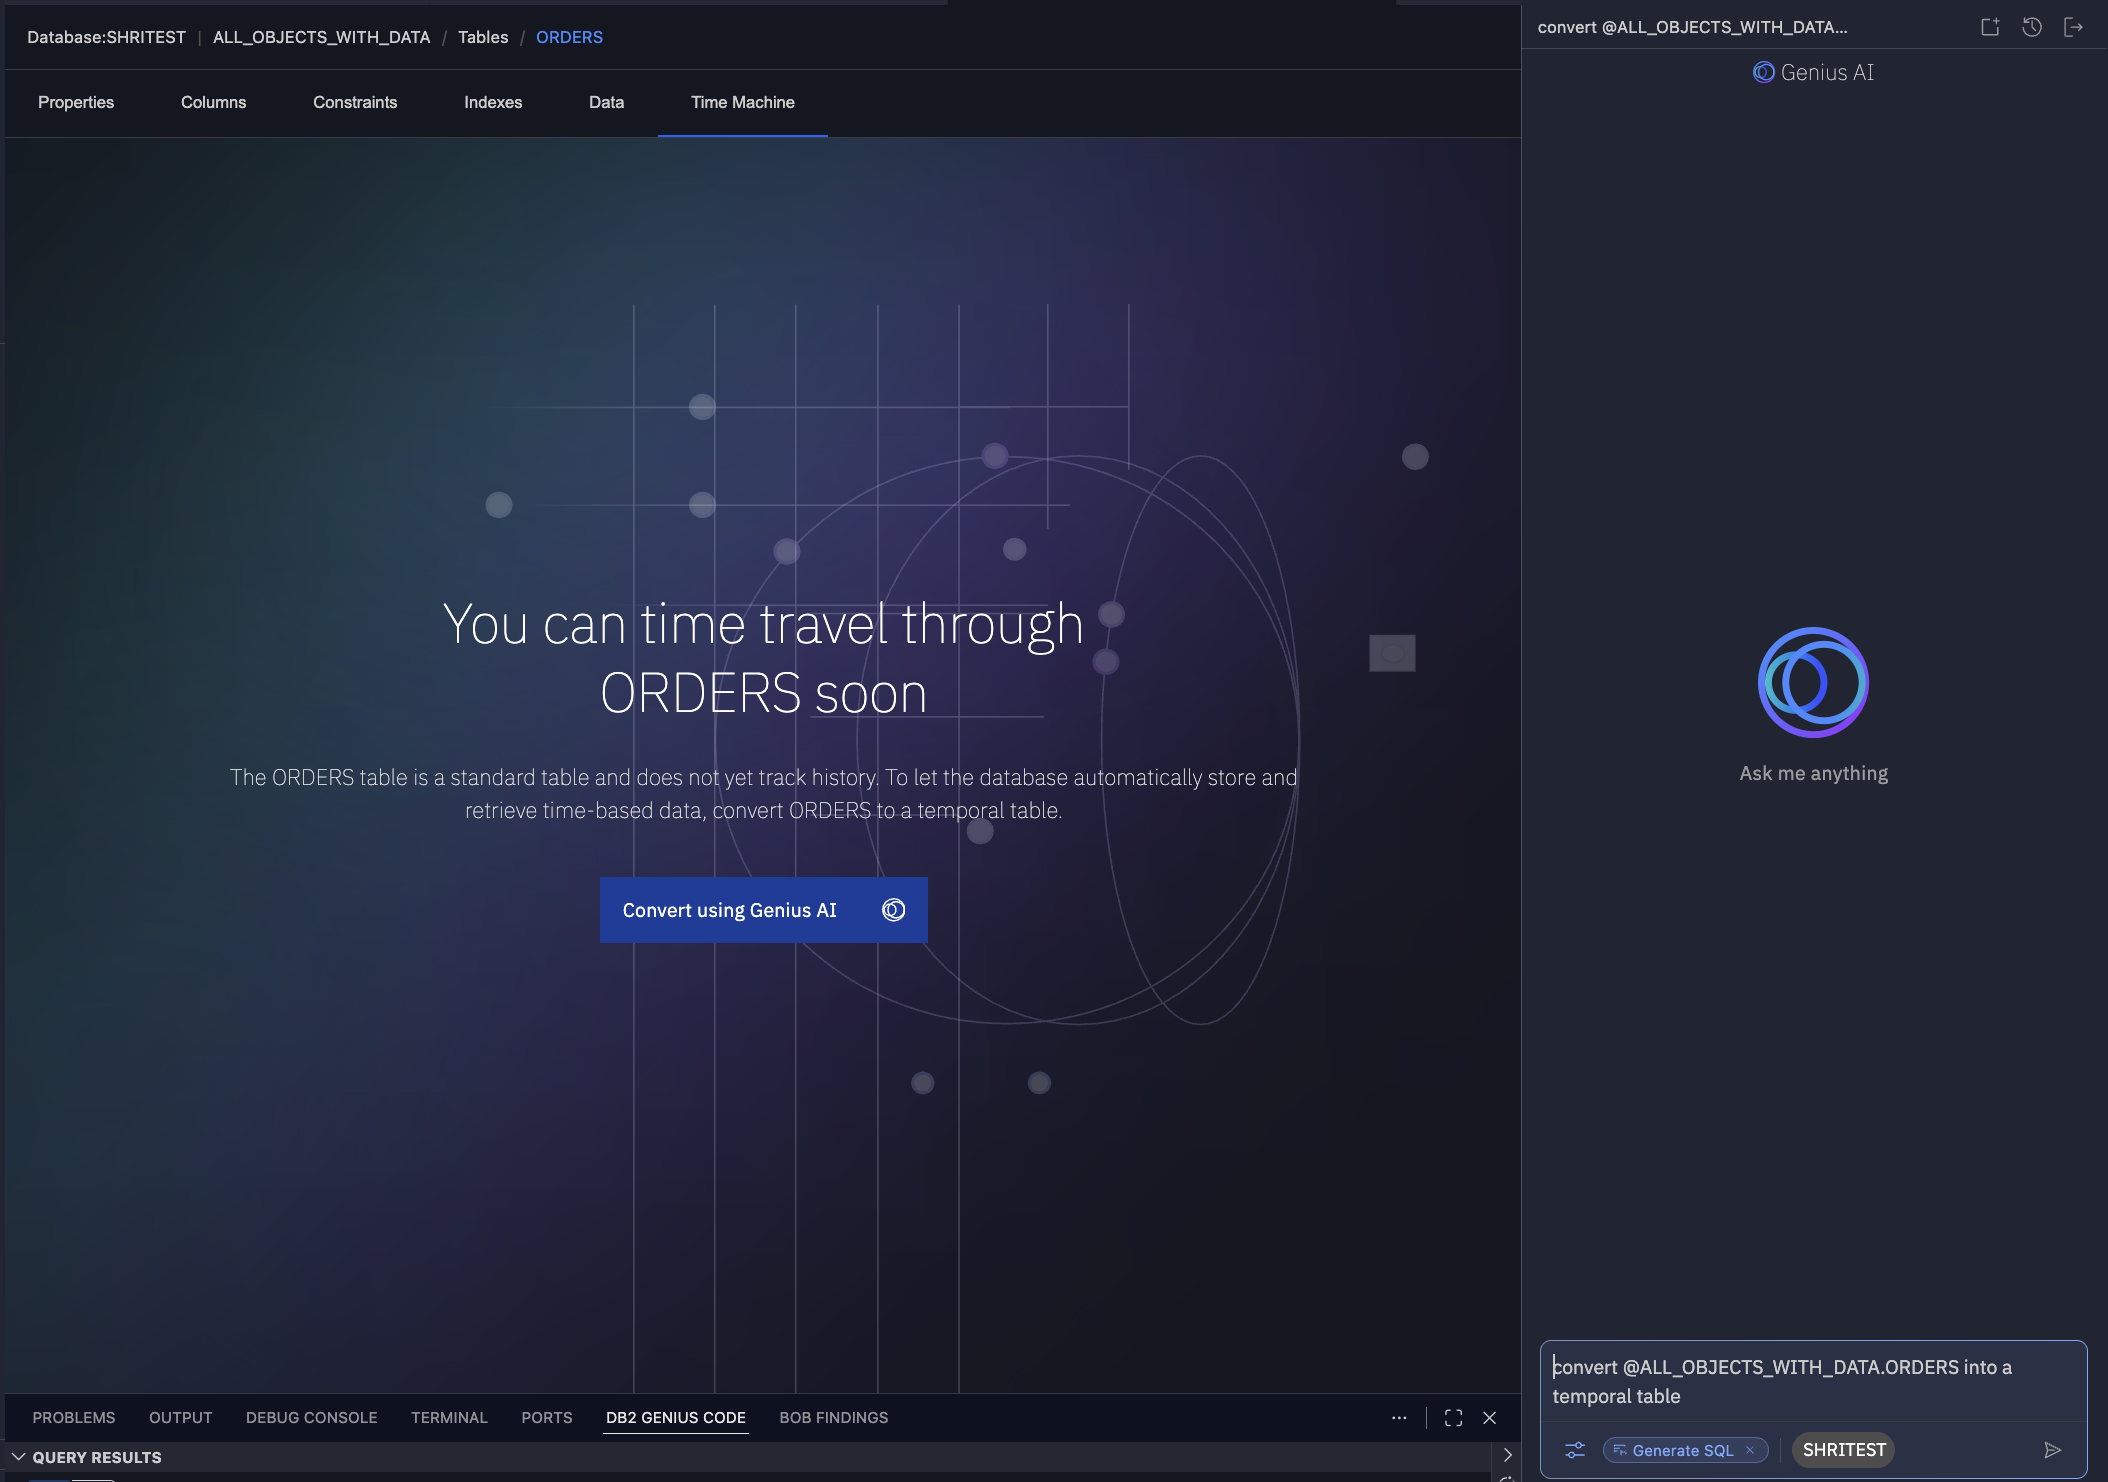 Database:SHRITEST | ALL_OBJECTS_WITH_DATA / Tables / ORDERS
Properties Columns Constraints Indexes Data Time Machine
You can time travel through
ORDERS soon
The ORDERS table is a standard table and does not yet track history. To let the database automatically store and
retrieve time-based data, convert ORDERS to a temporal table.
Convert using Genius AI
PROBLEMS OUTPUT DEBUG CONSOLE TERMINAL PORTS DB2 GENIUS CODE BOB FINDINGS
QUERY RESULTS
convert @ALL_OBJECTS_WITH_DATA...
Genius AI
Ask me anything
convert @ALL_OBJECTS_WITH_DATA.ORDERS into a
temporal table
Generate SQL × SHRITEST